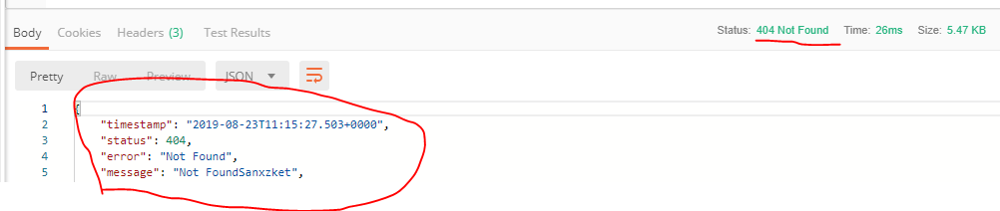 Body Cookies Headers (3) Test Results Status: 404 Not Found Time: 26ms Size: 5.47 KB
Pretty Raw Preview JSON
1 {
2 "timestamp": "2019-08-23T11:15:27.503+0000",
3 "status": 404,
4 "error": "Not Found",
5 "message": "Not FoundSanxzket",